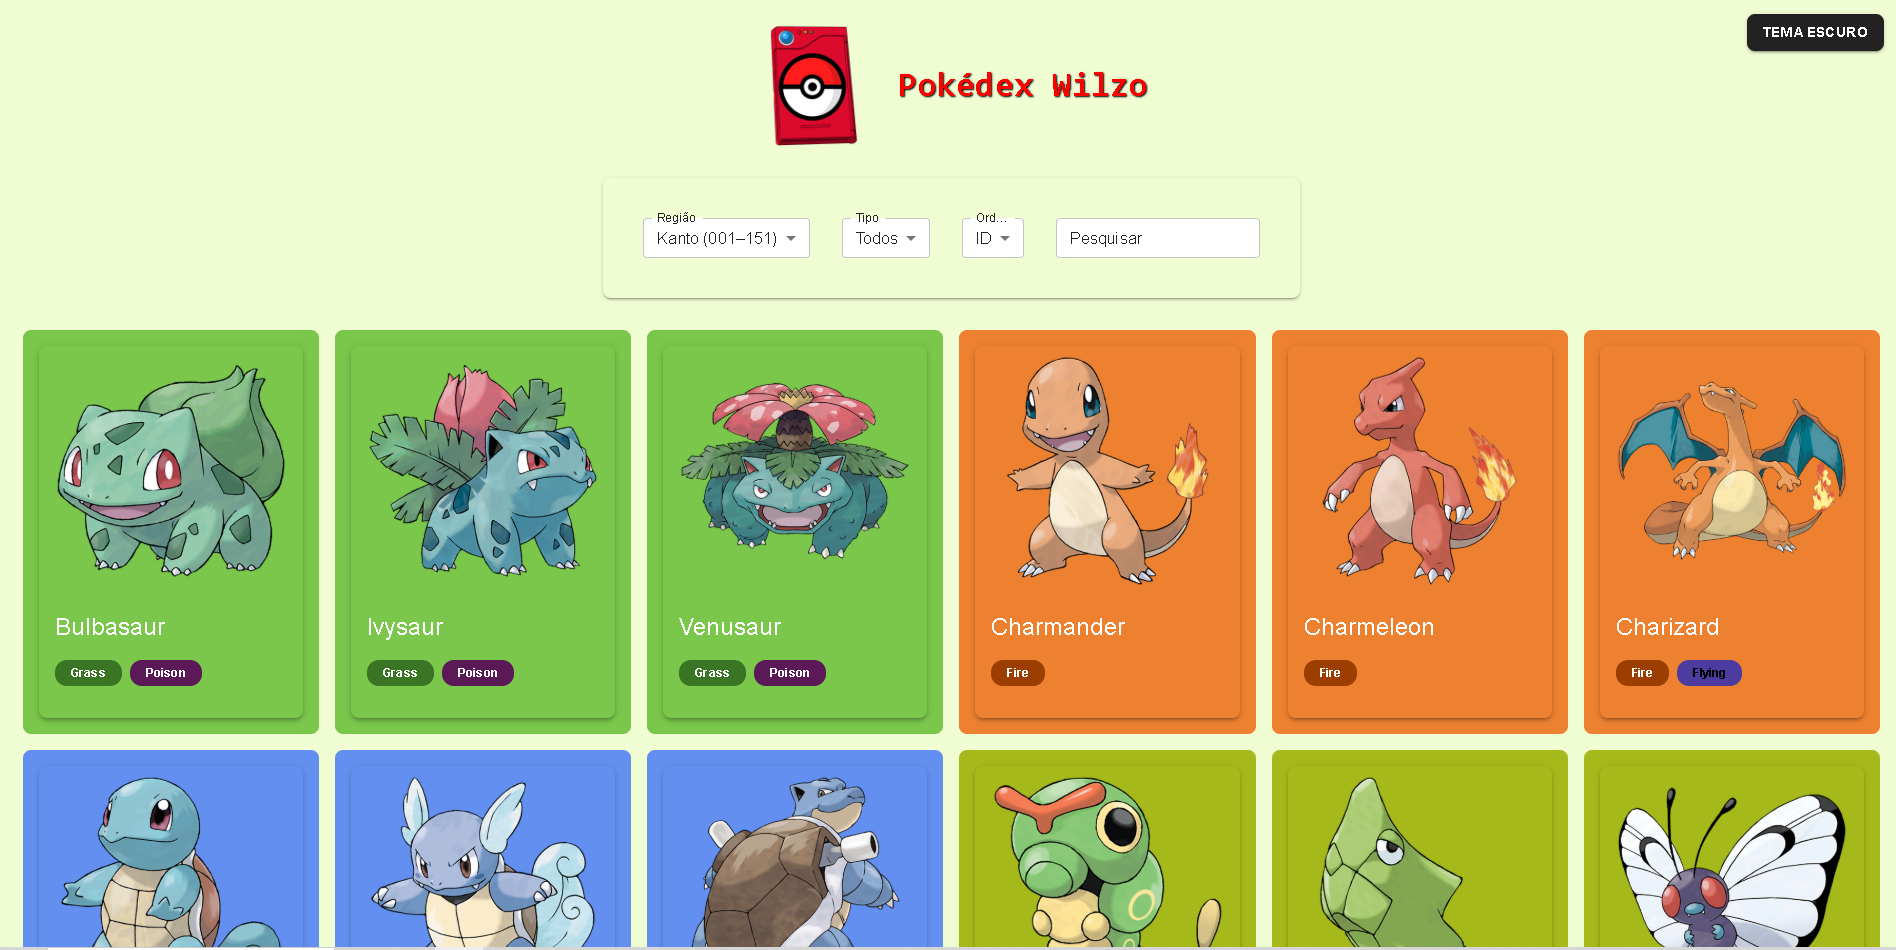 TEMA ESCURO
Pokédex Wilzo
Região Tipo Ord...
Kanto (001–151) Todos ID Pesquisar
Bulbasaur Ivysaur Venusaur Charmander Charmeleon Charizard
Grass Poison Grass Poison Grass Poison Fire Fire Fire Flying